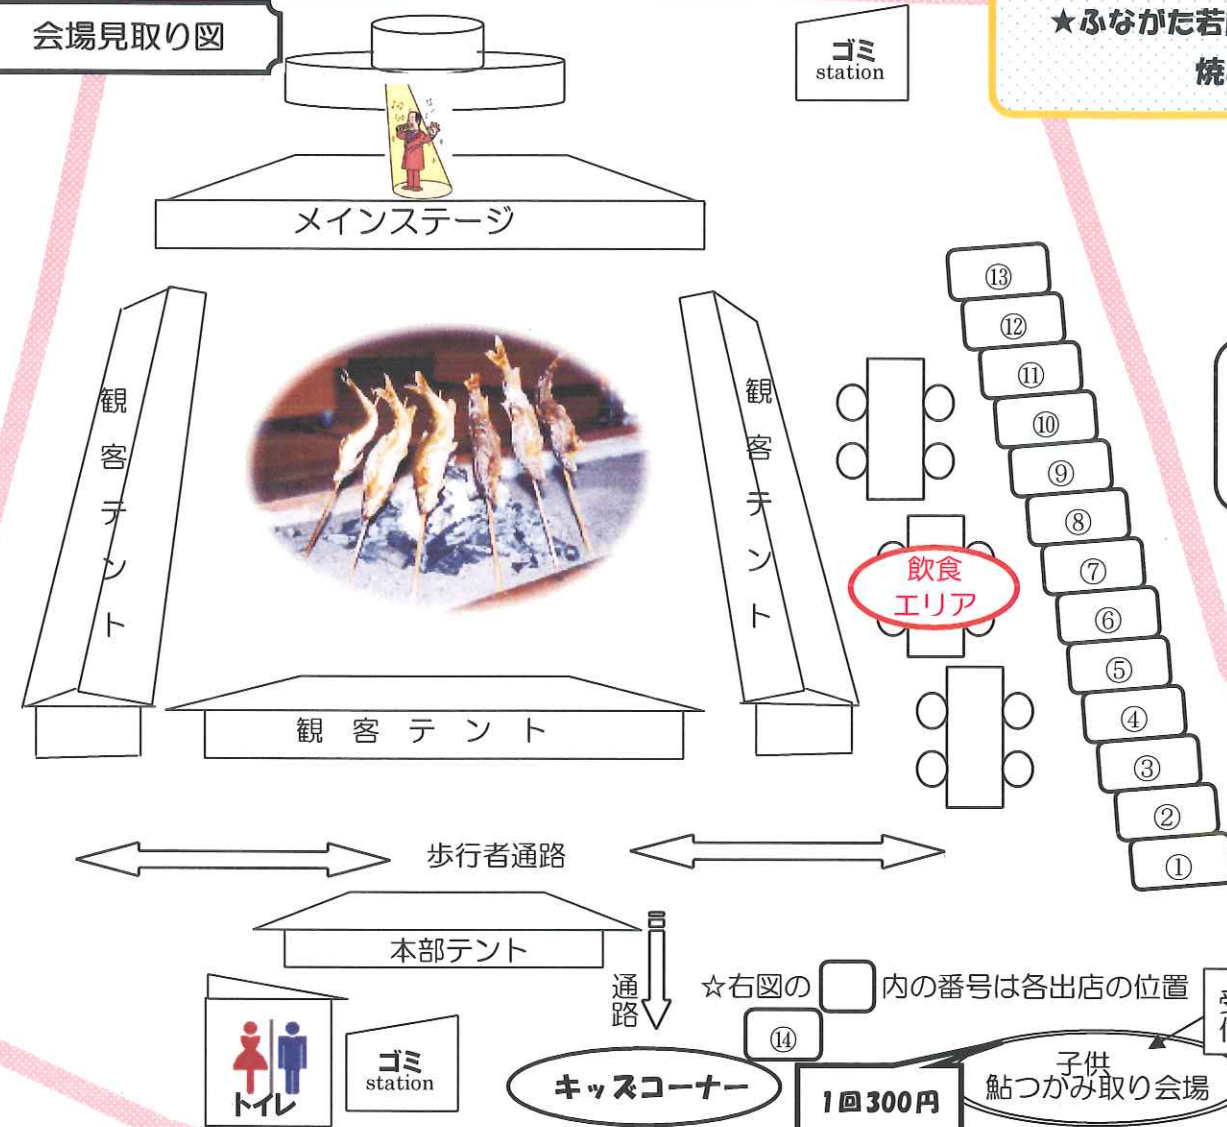 会場見取り図
ゴミ
station
★ふながた若
焼
メインステージ
観客テント
観客テント
⑬
⑫
⑪
⑩
⑨
⑧
⑦
⑥
⑤
④
③
②
①
飲食
エリア
観客テント
歩行者通路
本部テント
通路
☆右図の 内の番号は各出店の位置
⑭
トイレ
ゴミ
station
キッズコーナー
1回300円
子供
鮎つかみ取り会場